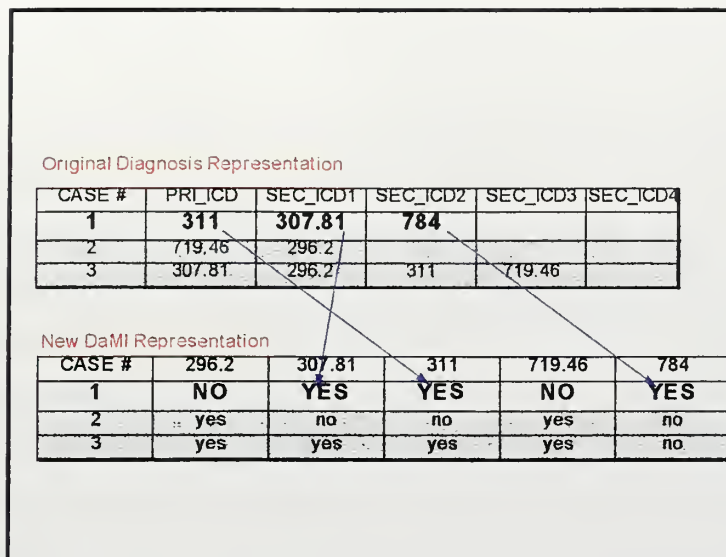 Original Diagnosis Representation
CASE # PRI_ICD SEC_ICD1 SEC_ICD2 SEC_ICD3 SEC_ICD4
1 311 307.81 784
2 719.46 296.2
3 307.81 296.2 311 719.46
New DaMI Representation
CASE # 296.2 307.81 311 719.46 784
1 NO YES YES NO YES
2 yes no no yes no
3 yes yes yes yes no